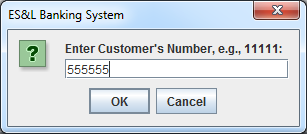 ES&L Banking System
Enter Customer's Number, e.g., 11111:
555555
OK
Cancel